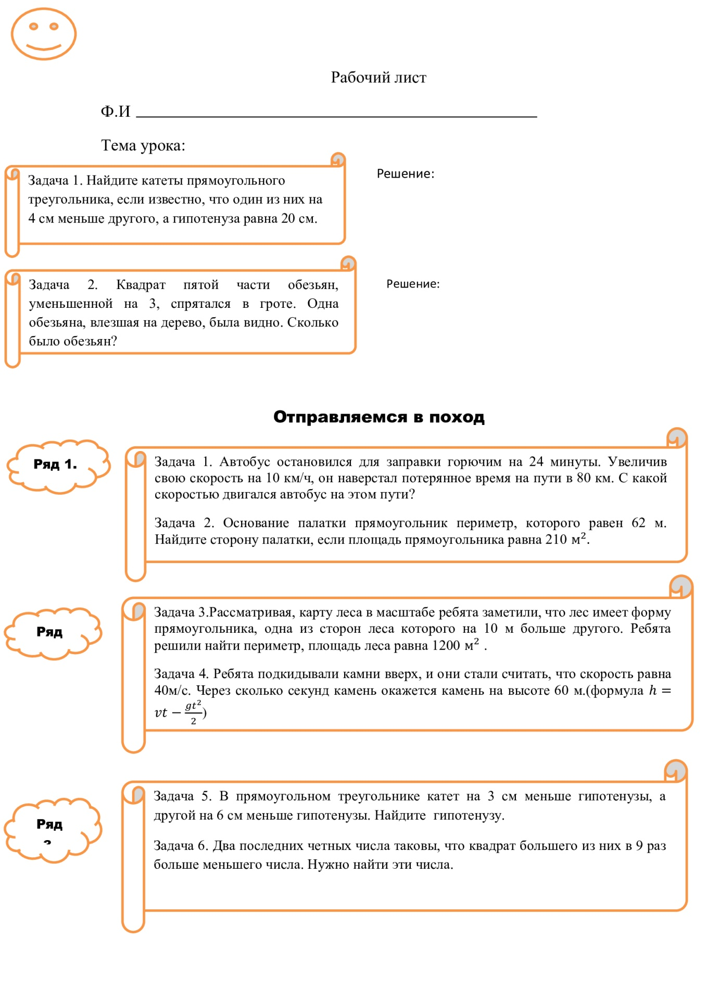 Рабочий лист
Ф.И
Тема урока:
Задача 1. Найдите катеты прямоугольного
треугольника, если известно, что один из них на
4 см меньше другого, а гипотенуза равна 20 см.
Решение:
Задача 2. Квадрат пятой части обезьян,
уменьшенной на 3, спрятался в гроте. Одна
обезьяна, влезшая на дерево, была видно. Сколько
было обезьян?
Решение:
Отправляемся в поход
Ряд 1.
Задача 1. Автобус остановился для заправки горючим на 24 минуты. Увеличив
свою скорость на 10 км/ч, он наверстал потерянное время на пути в 80 км. С какой
скоростью двигался автобус на этом пути?
Задача 2. Основание палатки прямоугольник периметр, которого равен 62 м.
Найдите сторону палатки, если площадь прямоугольника равна 210 м².
Ряд
Задача 3.Рассматривая, карту леса в масштабе ребята заметили, что лес имеет форму
прямоугольника, одна из сторон леса которого на 10 м больше другого. Ребята
решили найти периметр, площадь леса равна 1200 м² .
Задача 4. Ребята подкидывали камни вверх, и они стали считать, что скорость равна
40м/с. Через сколько секунд камень окажется камень на высоте 60 м.(формула h =
vt − gt²/2)
Ряд
Задача 5. В прямоугольном треугольнике катет на 3 см меньше гипотенузы, а
другой на 6 см меньше гипотенузы. Найдите гипотенузу.
Задача 6. Два последних четных числа таковы, что квадрат большего из них в 9 раз
больше меньшего числа. Нужно найти эти числа.